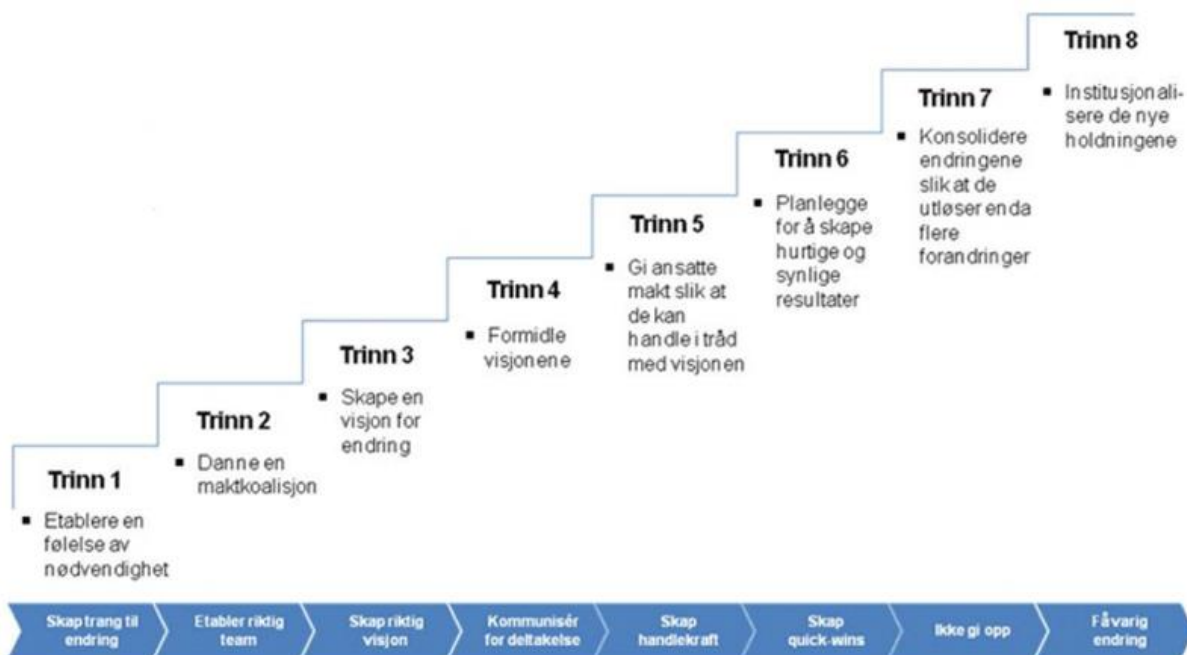 Trinn 1
▪ Etablere en
følelse av
nødvendighet
Trinn 2
▪ Danne en
maktkoalisjon
Trinn 3
▪ Skape en
visjon for
endring
Trinn 4
▪ Formidle
visjonene
Trinn 5
▪ Gi ansatte
makt slik at
de kan
handle i tråd
med visjonen
Trinn 6
▪ Planlegge
for å skape
hurtige og
synlige
resultater
Trinn 7
▪ Konsolidere
endringene
slik at de
utløser enda
flere
forandringer
Trinn 8
▪ Institusjonali-
sere de nye
holdningene
Skap trang til
endring
Etabler riktig
team
Skap riktig
visjon
Kommunisér
for deltakelse
Skap
handlekraft
Skap
quick-wins
Ikke gi opp
Få varig
endring